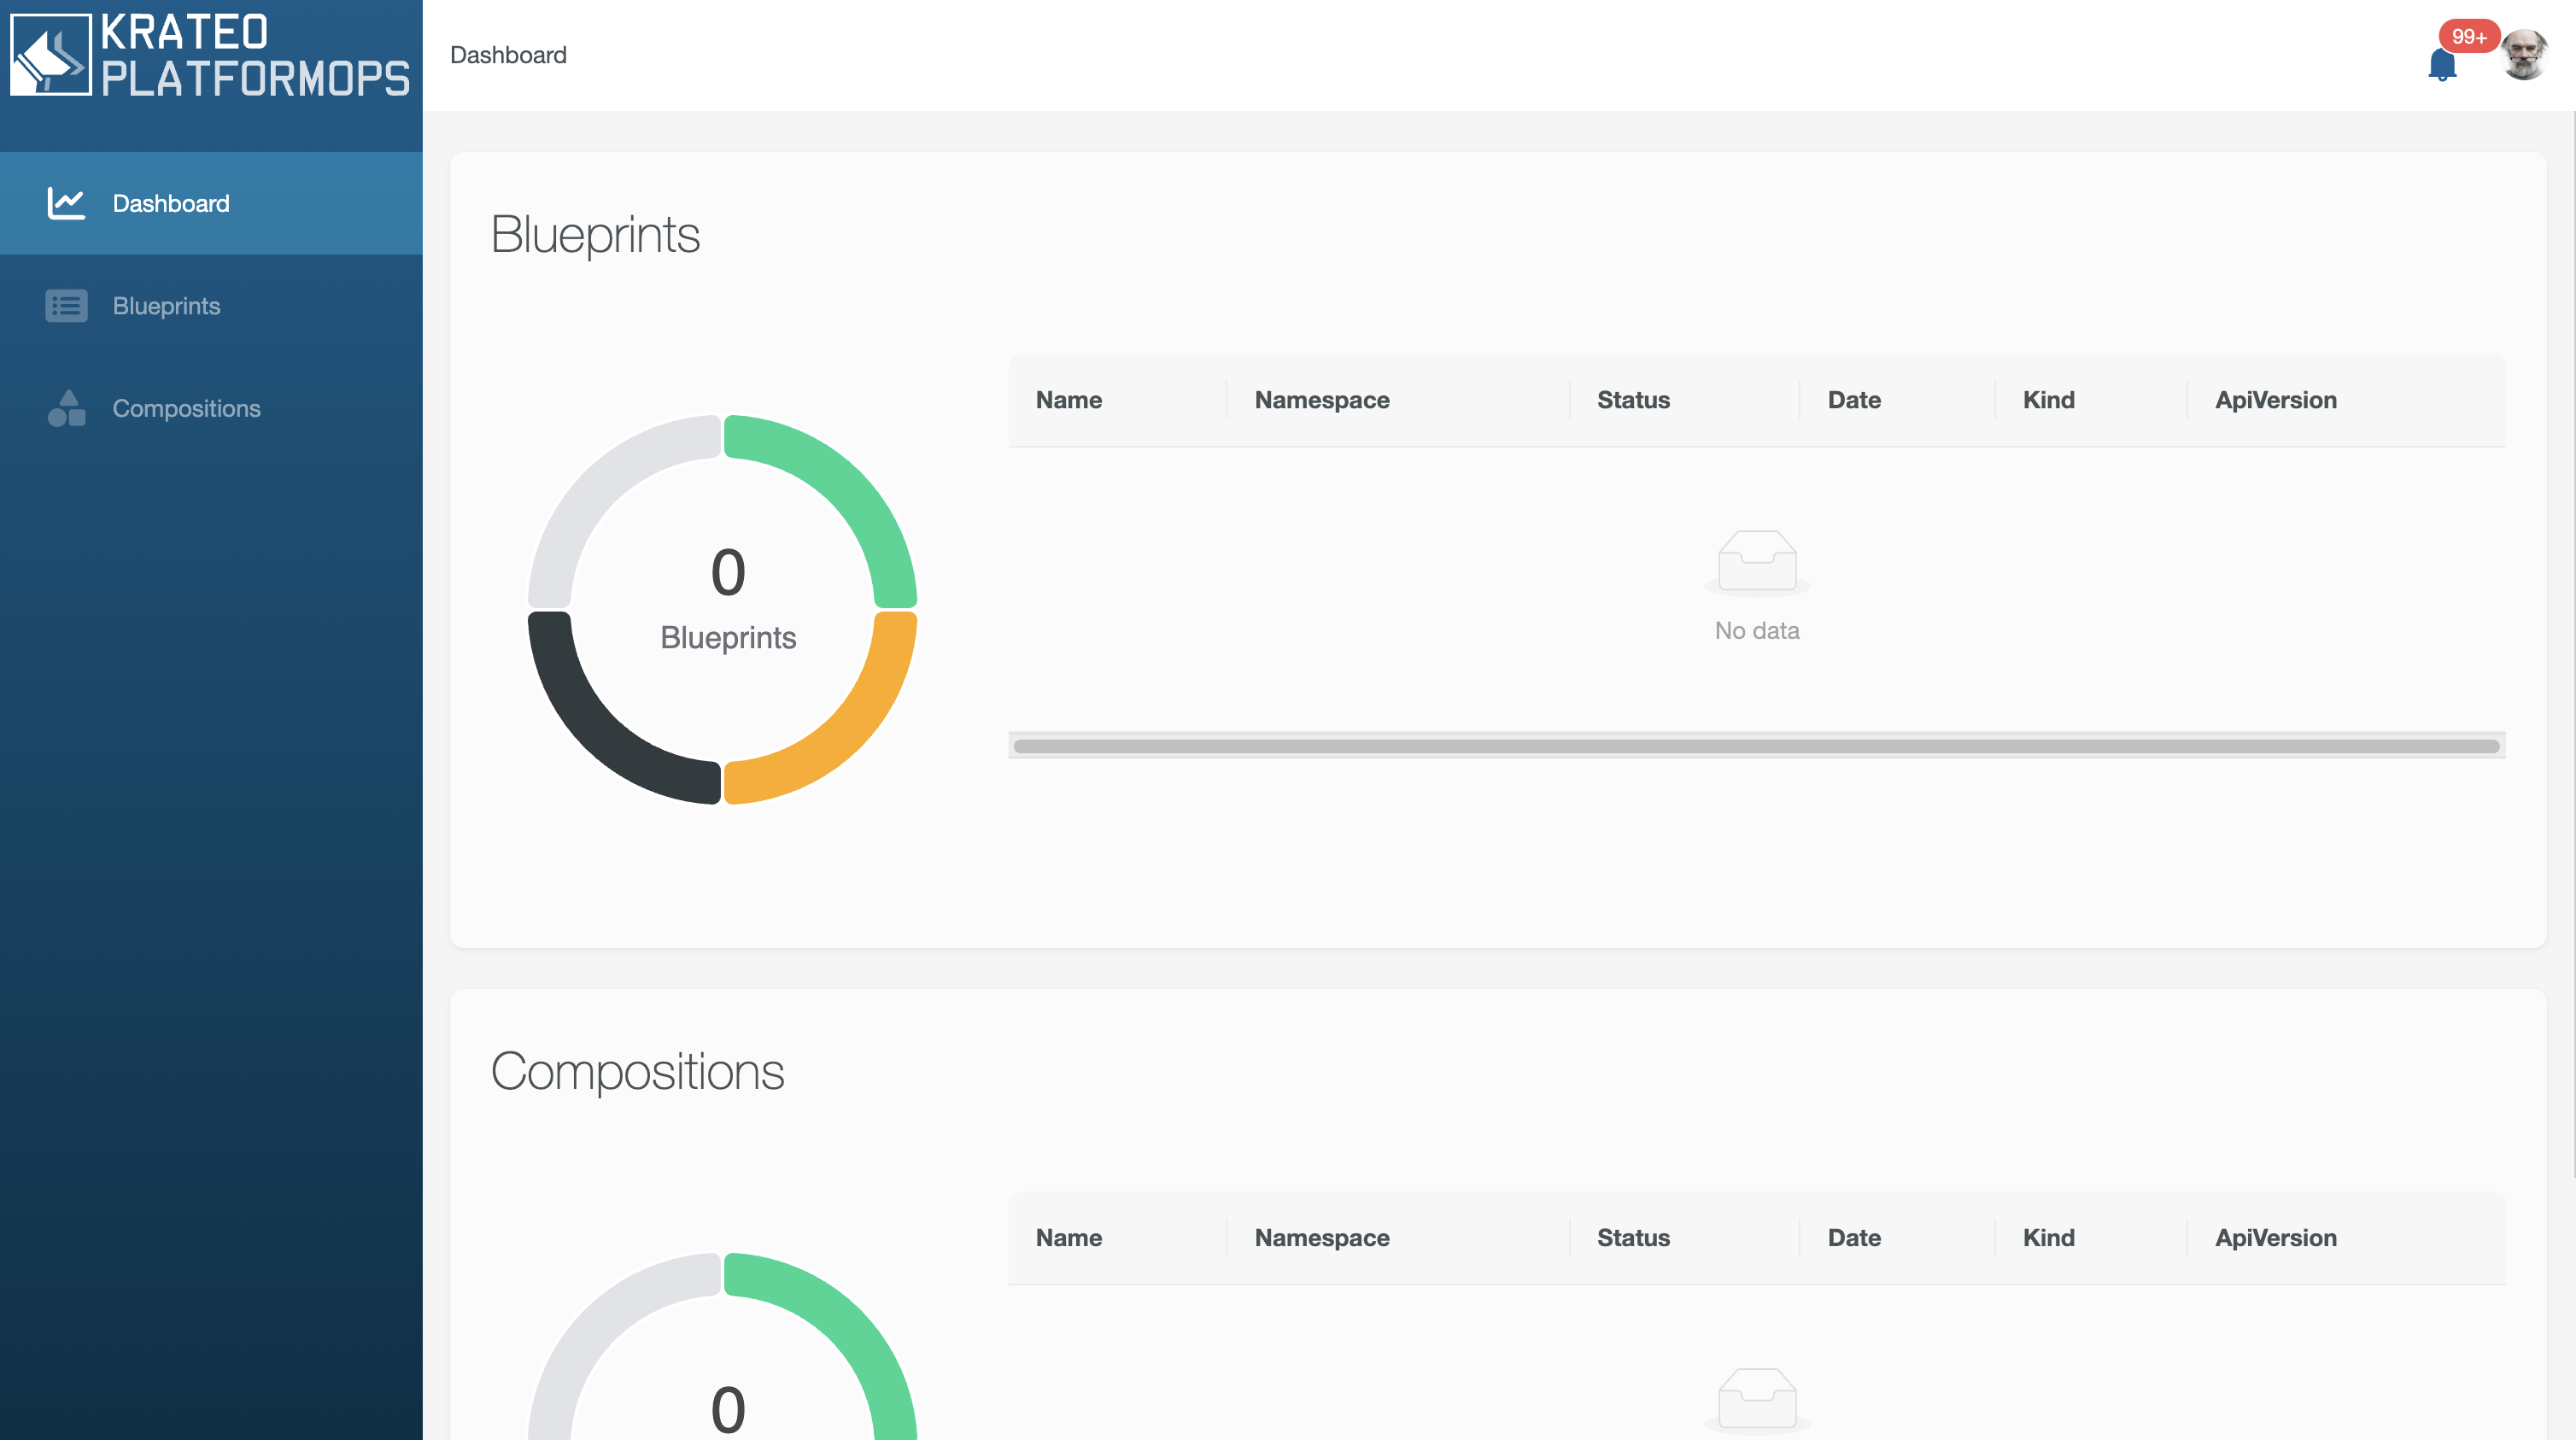 KRATEO
PLATFORMOPS
Dashboard
99+
Dashboard
Blueprints
Compositions
Blueprints
Name Namespace Status Date Kind ApiVersion
0
Blueprints
No data
Compositions
Name Namespace Status Date Kind ApiVersion
0